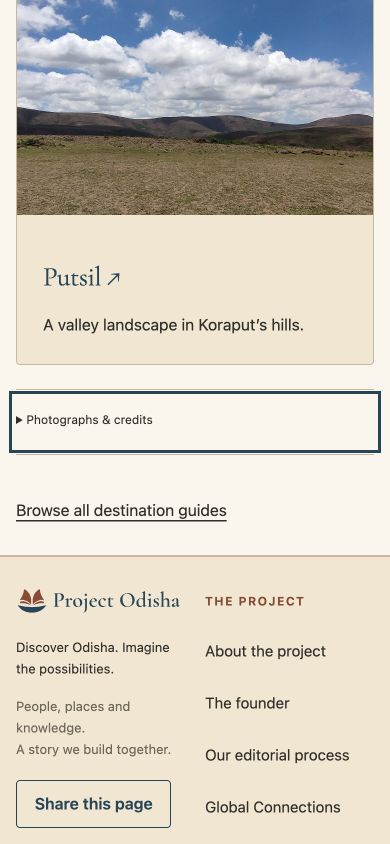 Putsil ↗
A valley landscape in Koraput’s hills.
▶ Photographs & credits
Browse all destination guides
Project Odisha
Discover Odisha. Imagine
the possibilities.
People, places and
knowledge.
A story we build together.
Share this page
THE PROJECT
About the project
The founder
Our editorial process
Global Connections